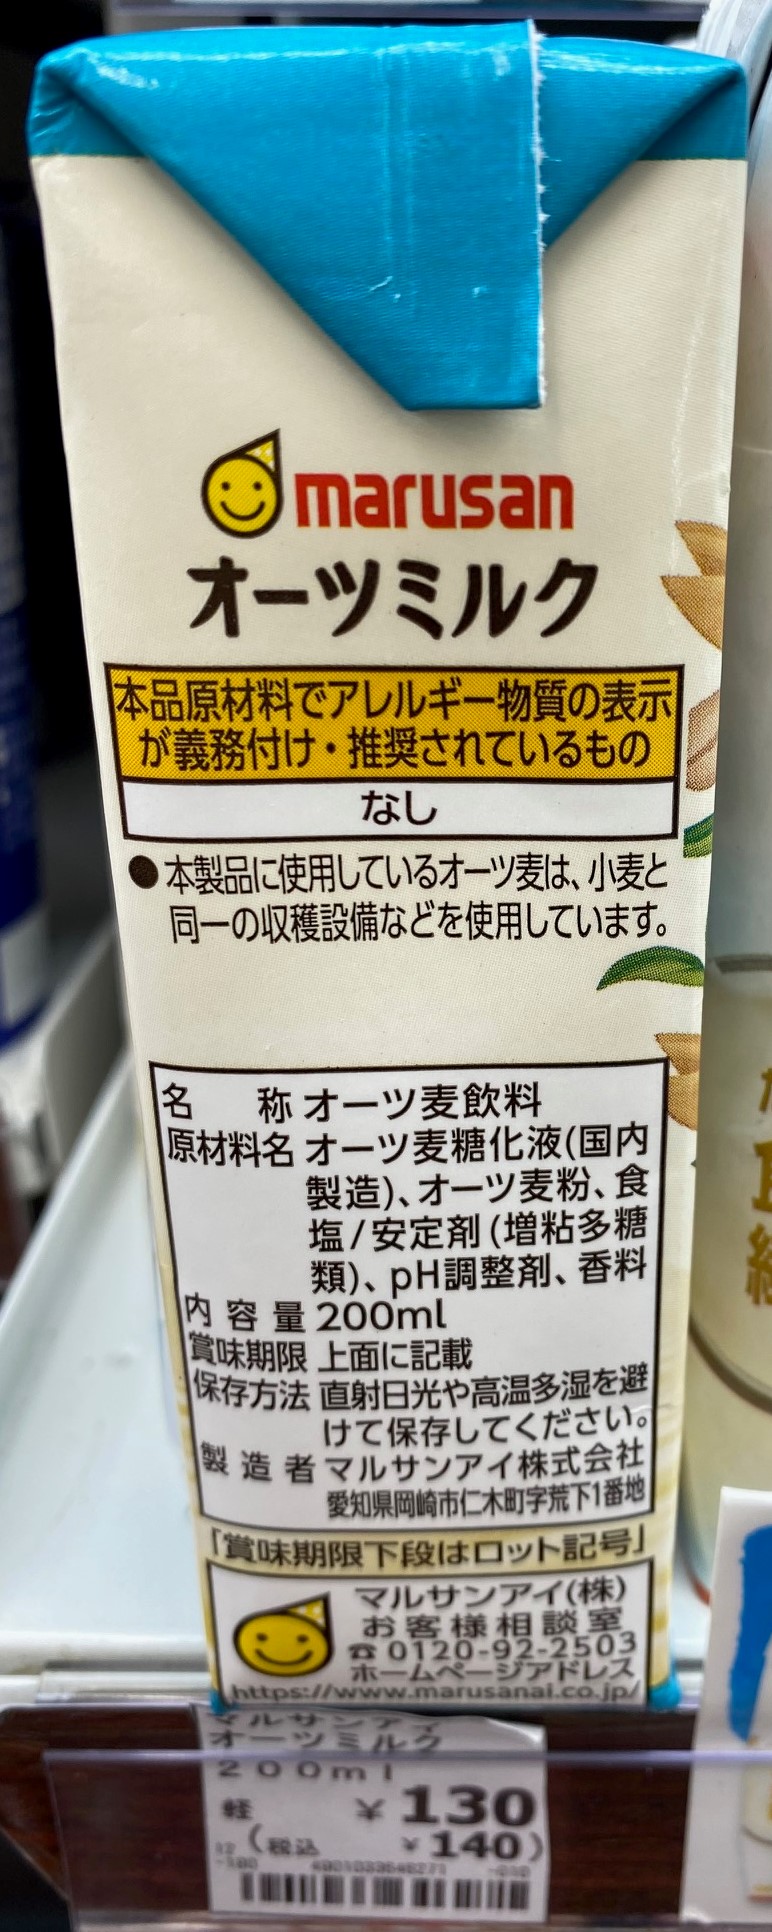 marusan
オーツミルク
本品原材料でアレルギー物質の表示
が義務付け・推奨されているもの
なし
●本製品に使用しているオーツ麦は、小麦と
同一の収穫設備などを使用しています。
名称 オーツ麦飲料
原材料名 オーツ麦糖化液(国内
製造)、オーツ麦粉、食
塩/安定剤(増粘多糖
類)、pH調整剤、香料
内容量 200ml
賞味期限 上面に記載
保存方法 直射日光や高温多湿を避
けて保存してください。
製造者 マルサンアイ株式会社
愛知県岡崎市仁木町字荒下1番地
「賞味期限下段はロット記号」
マルサンアイ(株)
お客様相談室
☎0120-92-2503
ホームページアドレス
https://www.marusanai.co.jp/
マルサンアイ
オーツミルク
200ml
軽 ¥130
(税込 ¥140)